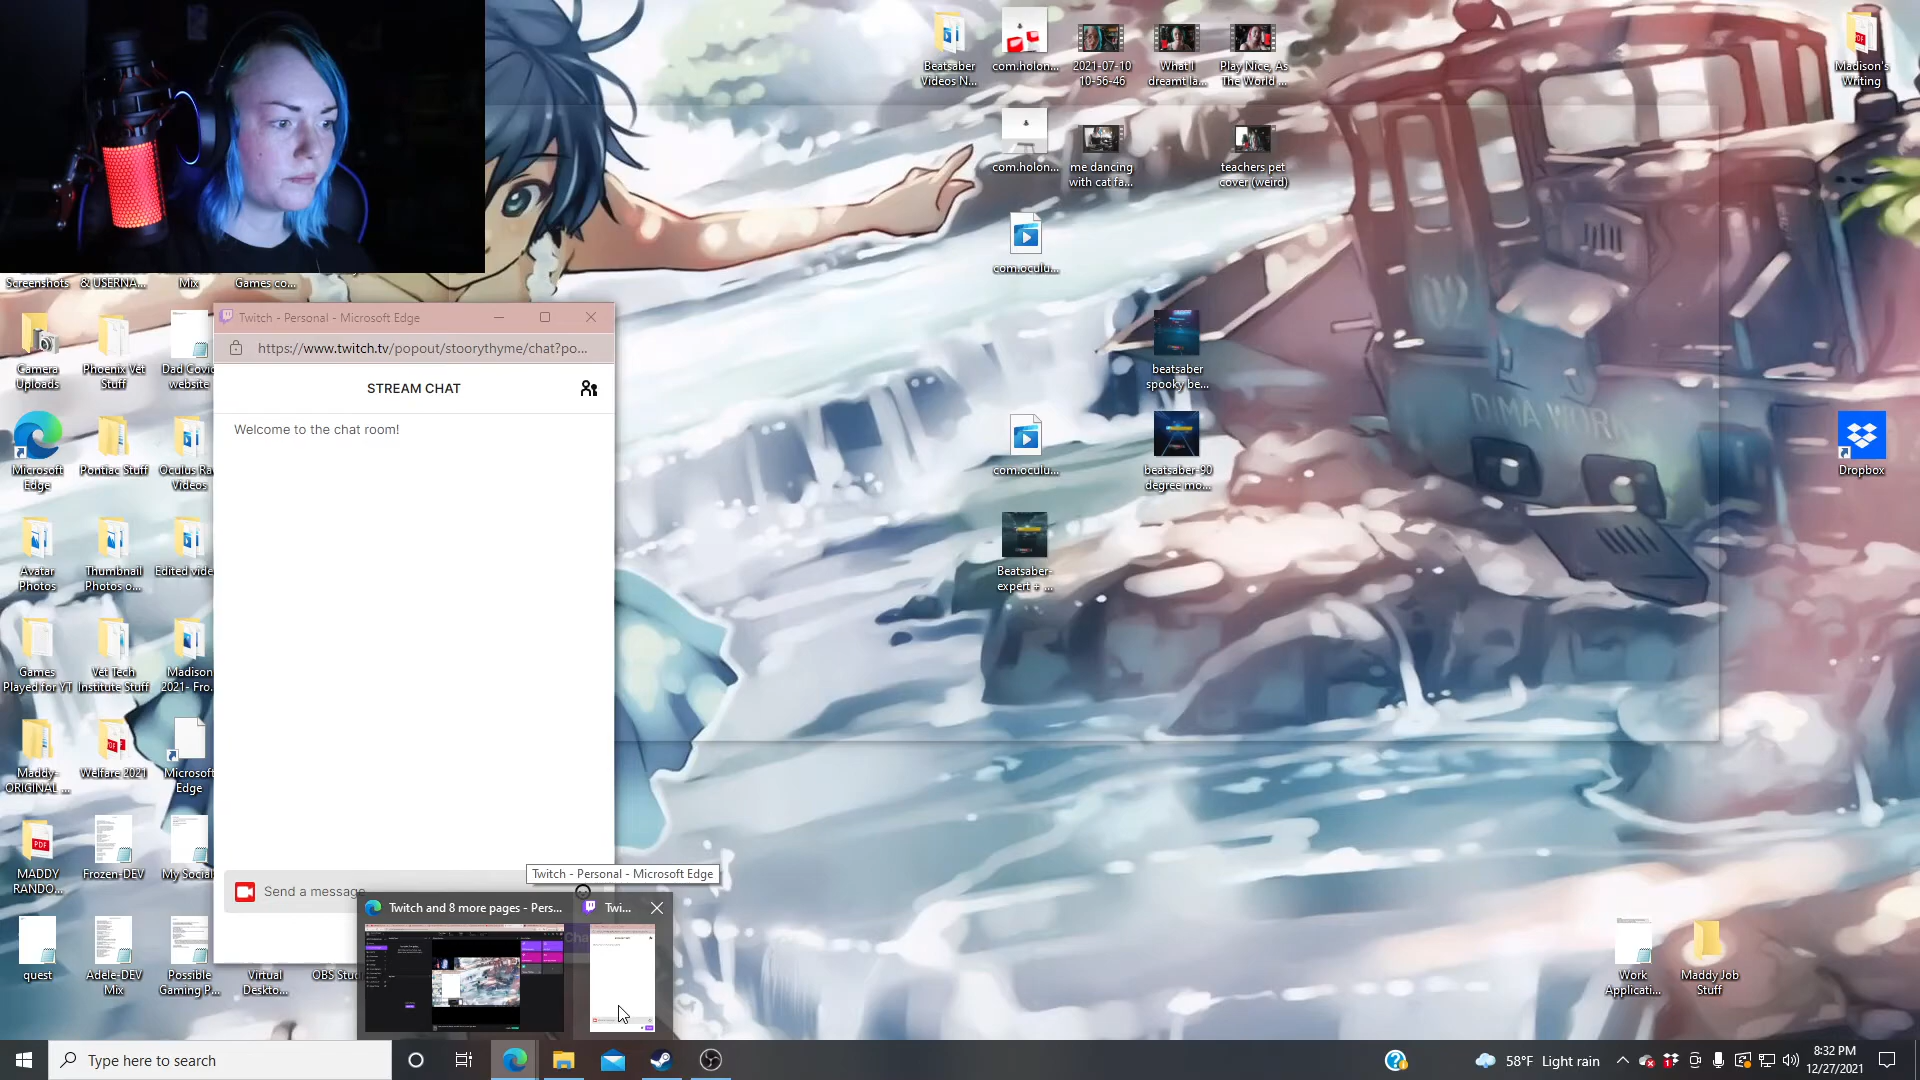 Beatsaber
Videos N...
com.holon...
2021-07-10
10-56-46
What I
dreamt la...
Play Nice, As
The World ...
Madison's
Writing
com.holon...
me dancing
with cat fa...
teachers pet
cover (weird)
com.oculu...
Screenshots
& USERNA...
Mix
Games co...
Twitch - Personal - Microsoft Edge
https://www.twitch.tv/popout/stoorythyme/chat?po...
STREAM CHAT
Welcome to the chat room!
Camera
Uploads
Phoenix Vet
Stuff
Dad Covid
website
beatsaber
spooky be...
DIMA WORK
Microsoft
Edge
Pontiac Stuff
Oculus Ra
Videos
com.oculu...
beatsaber-90
degree mo...
Dropbox
Avatar
Photos
Thumbnail
Photos o...
Edited vide
Beatsaber-
expert + ...
Games
Played for YT
Vet Tech
Institute Stuff
Madison
2021- Fro..
Maddy-
ORIGINAL ...
Welfare 2021
Microsoft
Edge
MADDY
RANDO...
Frozen-DEV
My Social
Send a message
Twitch - Personal - Microsoft Edge
Twitch and 8 more pages - Pers...
Twi...
quest
Adele-DEV
Mix
Possible
Gaming P...
Virtual
Deskto...
OBS Stu
Work
Applicati...
Maddy Job
Stuff
Type here to search
58°F Light rain
8:32 PM
12/27/2021